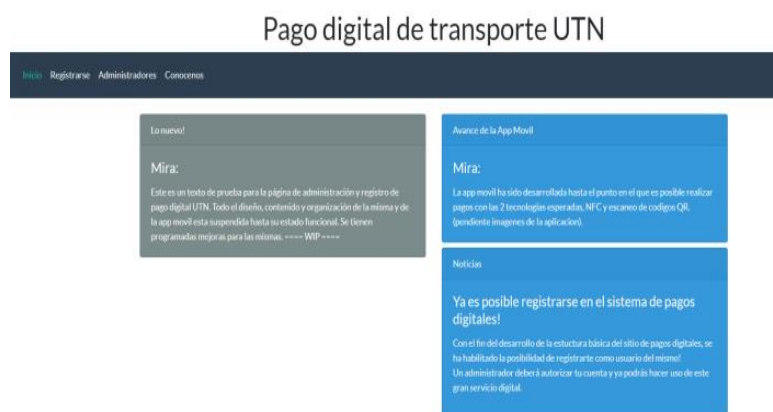 Pago digital de transporte UTN
Inicio Registrarse Administradores Conocenos
Lo nuevo!
Mira:
Este es un texto de prueba para la página de administración y registro de
pago digital UTN. Todo el diseño, contenido y organización de la misma y de
la app movil esta suspendida hasta su estado funcional. Se tienen
programadas mejoras para las mismas. ---- WIP ----
Avance de la App Movil
Mira:
La app movil ha sido desarrollada hasta el punto en el que es posible realizar
pagos con las 2 tecnologias esperadas, NFC y escaneo de codigos QR.
(pendiente imagenes de la aplicacion).
Noticias
Ya es posible registrarse en el sistema de pagos
digitales!
Con el fin del desarrollo de la estuctura básica del sitio de pagos digitales, se
ha habilitado la posibilidad de registrarte como usuario del mismo!
Un administrador deberá autorizar tu cuenta y ya podrás hacer uso de este
gran servicio digital.